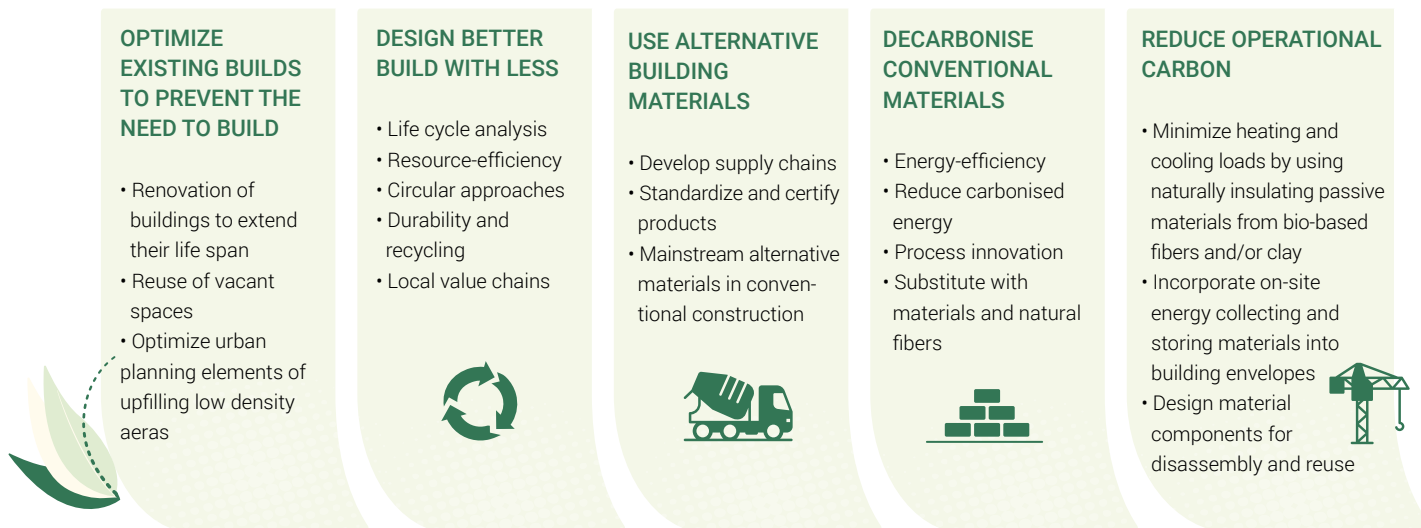 OPTIMIZE
EXISTING BUILDS
TO PREVENT THE
NEED TO BUILD
• Renovation of
buildings to extend
their life span
• Reuse of vacant
spaces
• Optimize urban
planning elements of
upfilling low density
aeras
DESIGN BETTER
BUILD WITH LESS
• Life cycle analysis
• Resource-efficiency
• Circular approaches
• Durability and
recycling
• Local value chains
USE ALTERNATIVE
BUILDING
MATERIALS
• Develop supply chains
• Standardize and certify
products
• Mainstream alternative
materials in conven-
tional construction
DECARBONISE
CONVENTIONAL
MATERIALS
• Energy-efficiency
• Reduce carbonised
energy
• Process innovation
• Substitute with
materials and natural
fibers
REDUCE OPERATIONAL
CARBON
• Minimize heating and
cooling loads by using
naturally insulating passive
materials from bio-based
fibers and/or clay
• Incorporate on-site
energy collecting and
storing materials into
building envelopes
• Design material
components for
disassembly and reuse